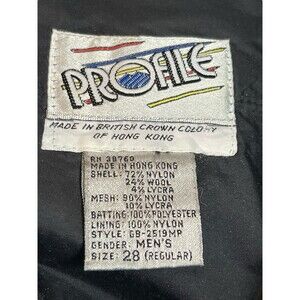 PROFILE
MADE IN BRITISH CROWN COLONY
OF HONG KONG
RN 39760
MADE IN HONG KONG
SHELL: 72% NYLON
24% WOOL
4% LYCRA
MESH: 90% NYLON
10% LYCRA
BATTING: 100% POLYESTER
LINING: 100% NYLON
STYLE: GB-2519MP
GENDER: MEN'S
SIZE: 28 (REGULAR)